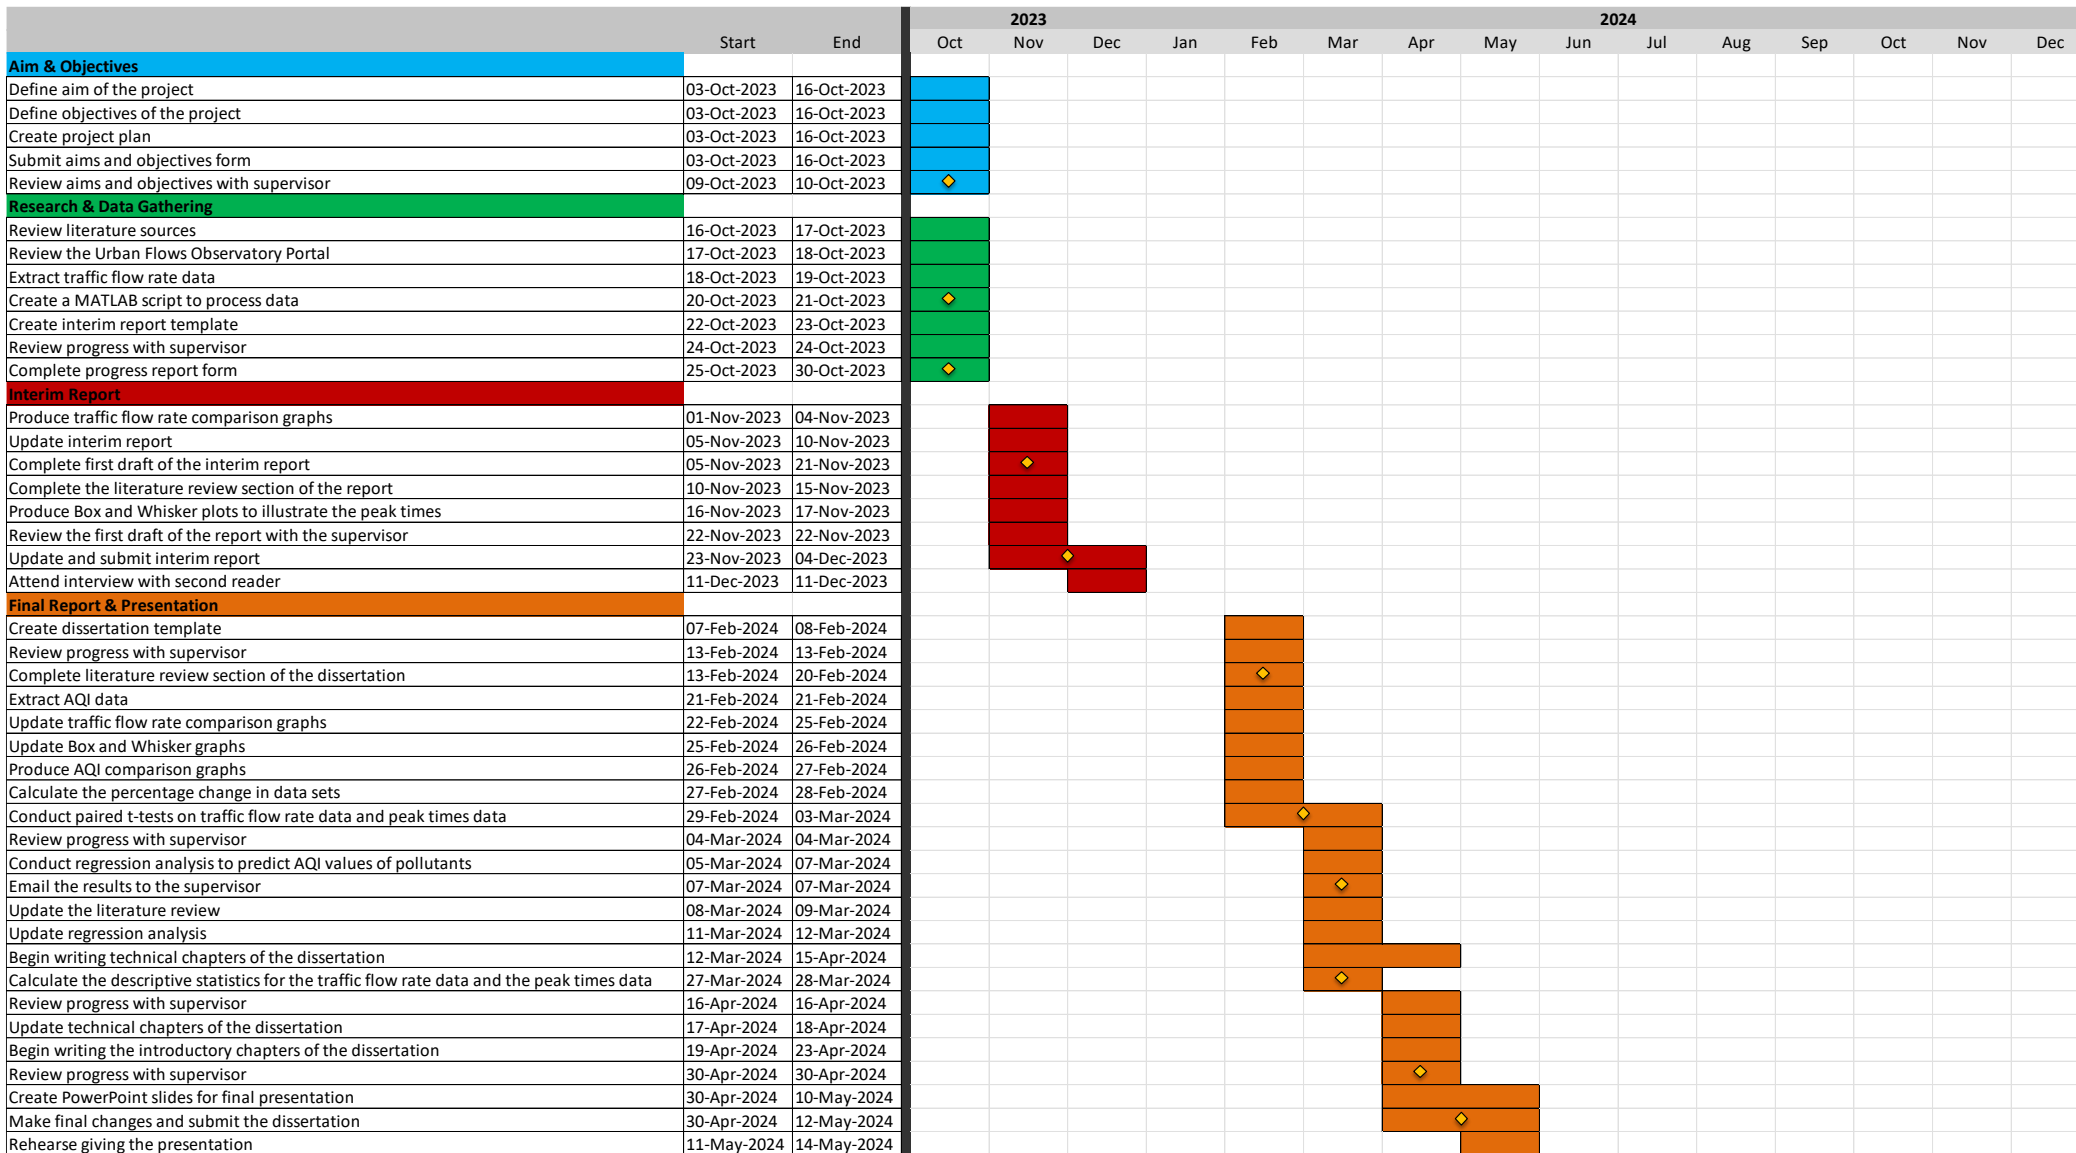 2023 2024
Start End Oct Nov Dec Jan Feb Mar Apr May Jun Jul Aug Sep Oct Nov Dec
Aim & Objectives
Define aim of the project 03-Oct-2023 16-Oct-2023
Define objectives of the project 03-Oct-2023 16-Oct-2023
Create project plan 03-Oct-2023 16-Oct-2023
Submit aims and objectives form 03-Oct-2023 16-Oct-2023
Review aims and objectives with supervisor 09-Oct-2023 10-Oct-2023
Research & Data Gathering
Review literature sources 16-Oct-2023 17-Oct-2023
Review the Urban Flows Observatory Portal 17-Oct-2023 18-Oct-2023
Extract traffic flow rate data 18-Oct-2023 19-Oct-2023
Create a MATLAB script to process data 20-Oct-2023 21-Oct-2023
Create interim report template 22-Oct-2023 23-Oct-2023
Review progress with supervisor 24-Oct-2023 24-Oct-2023
Complete progress report form 25-Oct-2023 30-Oct-2023
Interim Report
Produce traffic flow rate comparison graphs 01-Nov-2023 04-Nov-2023
Update interim report 05-Nov-2023 10-Nov-2023
Complete first draft of the interim report 05-Nov-2023 21-Nov-2023
Complete the literature review section of the report 10-Nov-2023 15-Nov-2023
Produce Box and Whisker plots to illustrate the peak times 16-Nov-2023 17-Nov-2023
Review the first draft of the report with the supervisor 22-Nov-2023 22-Nov-2023
Update and submit interim report 23-Nov-2023 04-Dec-2023
Attend interview with second reader 11-Dec-2023 11-Dec-2023
Final Report & Presentation
Create dissertation template 07-Feb-2024 08-Feb-2024
Review progress with supervisor 13-Feb-2024 13-Feb-2024
Complete literature review section of the dissertation 13-Feb-2024 20-Feb-2024
Extract AQI data 21-Feb-2024 21-Feb-2024
Update traffic flow rate comparison graphs 22-Feb-2024 25-Feb-2024
Update Box and Whisker graphs 25-Feb-2024 26-Feb-2024
Produce AQI comparison graphs 26-Feb-2024 27-Feb-2024
Calculate the percentage change in data sets 27-Feb-2024 28-Feb-2024
Conduct paired t-tests on traffic flow rate data and peak times data 29-Feb-2024 03-Mar-2024
Review progress with supervisor 04-Mar-2024 04-Mar-2024
Conduct regression analysis to predict AQI values of pollutants 05-Mar-2024 07-Mar-2024
Email the results to the supervisor 07-Mar-2024 07-Mar-2024
Update the literature review 08-Mar-2024 09-Mar-2024
Update regression analysis 11-Mar-2024 12-Mar-2024
Begin writing technical chapters of the dissertation 12-Mar-2024 15-Apr-2024
Calculate the descriptive statistics for the traffic flow rate data and the peak times data 27-Mar-2024 28-Mar-2024
Review progress with supervisor 16-Apr-2024 16-Apr-2024
Update technical chapters of the dissertation 17-Apr-2024 18-Apr-2024
Begin writing the introductory chapters of the dissertation 19-Apr-2024 23-Apr-2024
Review progress with supervisor 30-Apr-2024 30-Apr-2024
Create PowerPoint slides for final presentation 30-Apr-2024 10-May-2024
Make final changes and submit the dissertation 30-Apr-2024 12-May-2024
Rehearse giving the presentation 11-May-2024 14-May-2024